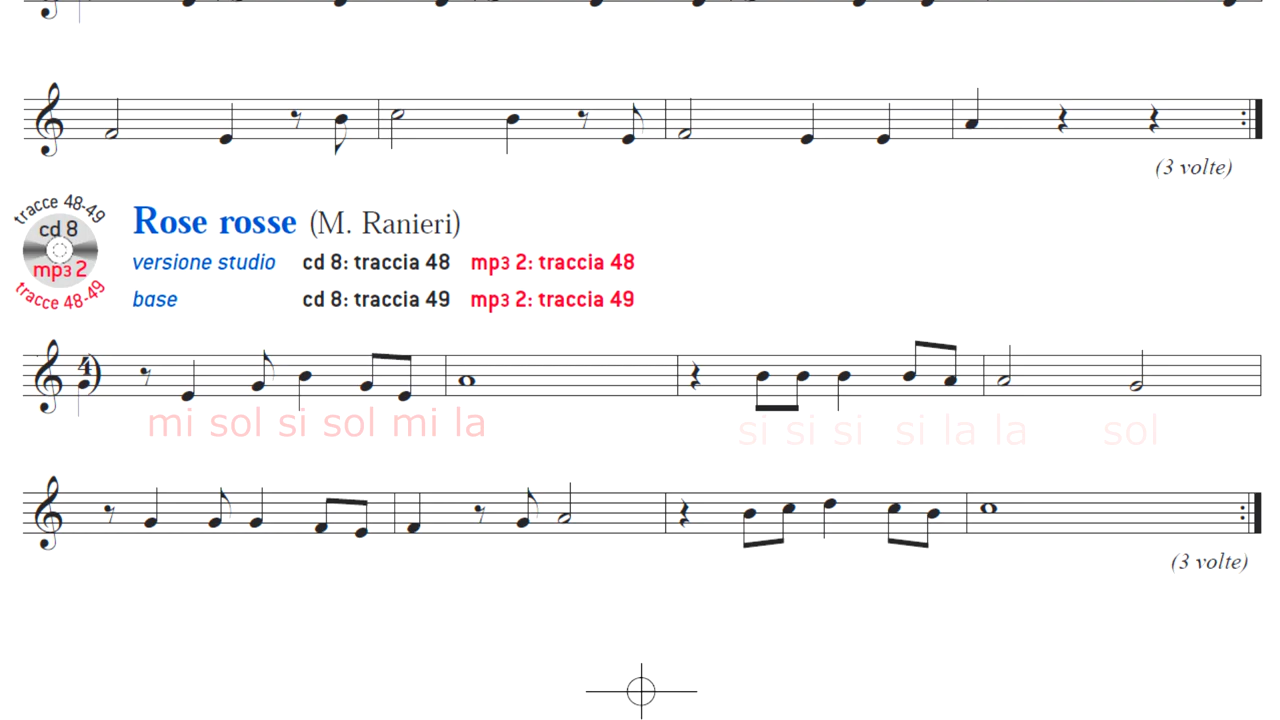 (3 volte)
tracce 48-49
cd 8
mp3 2
tracce 48-49
Rose rosse (M. Ranieri)
versione studio cd 8: traccia 48 mp3 2: traccia 48
base cd 8: traccia 49 mp3 2: traccia 49
4)
mi sol si sol mi la
si si si si la la sol
(3 volte)